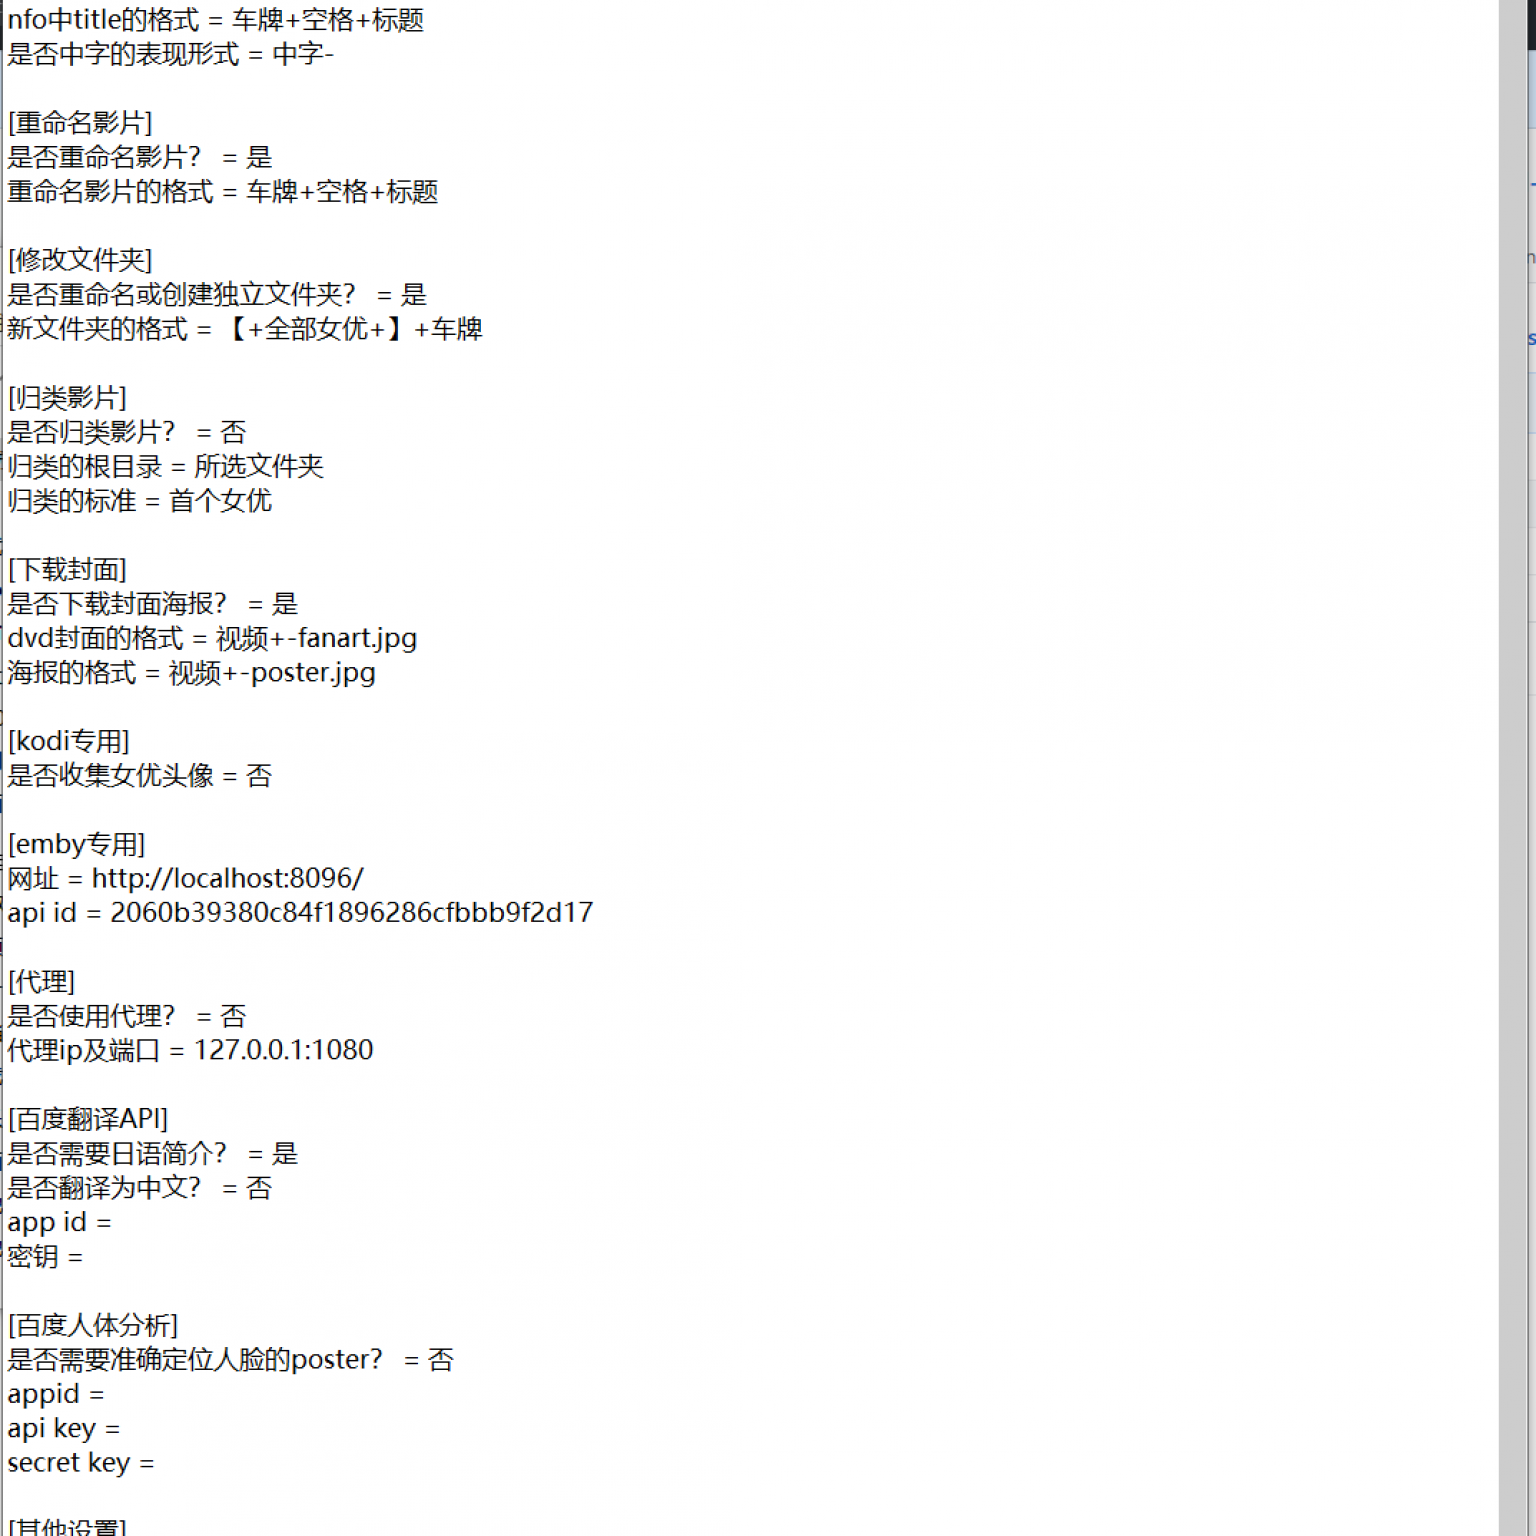 nfo中title的格式 = 车牌+空格+标题
是否中字的表现形式 = 中字-
[重命名影片]
是否重命名影片？ = 是
重命名影片的格式 = 车牌+空格+标题
[修改文件夹]
是否重命名或创建独立文件夹？ = 是
新文件夹的格式 = 【+全部女优+】+车牌
[归类影片]
是否归类影片？ = 否
归类的根目录 = 所选文件夹
归类的标准 = 首个女优
[下载封面]
是否下载封面海报？ = 是
dvd封面的格式 = 视频+-fanart.jpg
海报的格式 = 视频+-poster.jpg
[kodi专用]
是否收集女优头像 = 否
[emby专用]
网址 = http://localhost:8096/
api id = 2060b39380c84f1896286cfbbb9f2d17
[代理]
是否使用代理？ = 否
代理ip及端口 = 127.0.0.1:1080
[百度翻译API]
是否需要日语简介？ = 是
是否翻译为中文？ = 否
app id =
密钥 =
[百度人体分析]
是否需要准确定位人脸的poster？ = 否
appid =
api key =
secret key =
[其他设置]